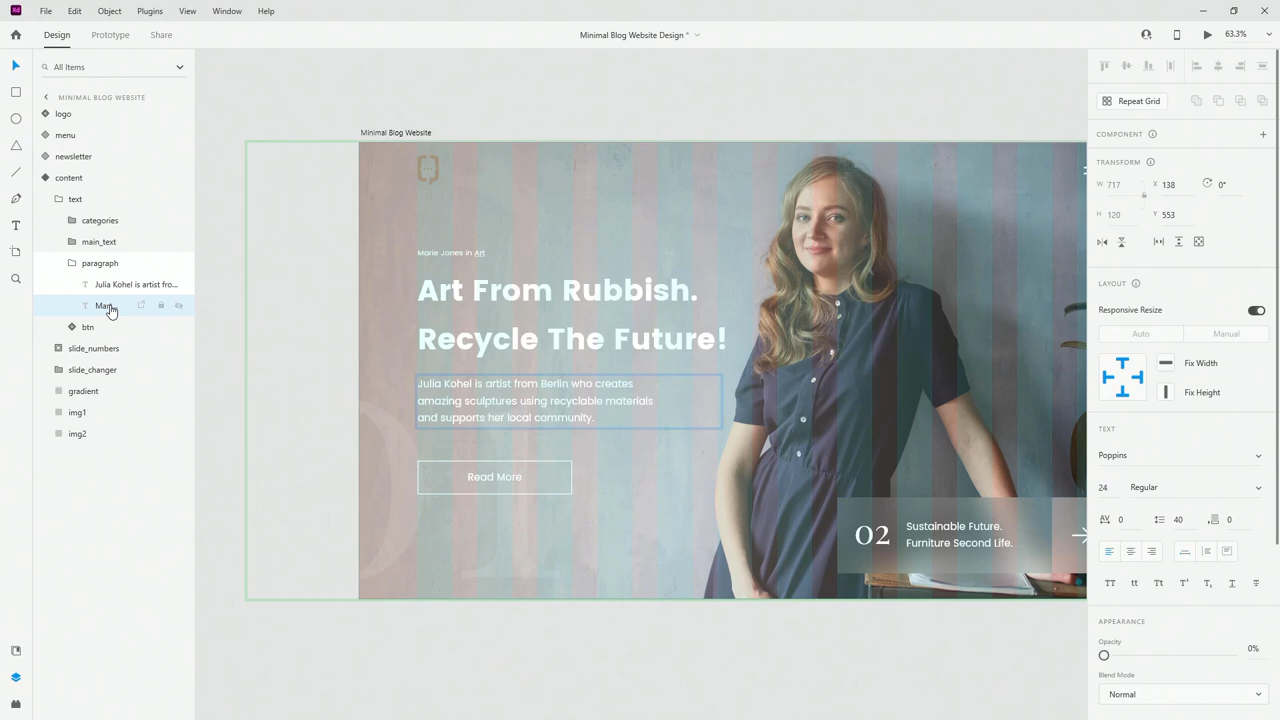 Xd File Edit Object Plugins View Window Help
Design Prototype Share
Minimal Blog Website Design *
63.3%
All Items
MINIMAL BLOG WEBSITE
logo
menu
newsletter
content
text
categories
main_text
paragraph
T Julia Kohel is artist fro...
T
btn
slide_numbers
slide_changer
gradient
img1
img2
T
Minimal Blog Website
Marie Jones in Art
Art From Rubbish.
Recycle The Future!
Julia Kohel is artist from Berlin who creates
amazing sculptures using recyclable materials
and supports her local community.
Read More
02
Sustainable Future.
Furniture Second Life.
Repeat Grid
COMPONENT
TRANSFORM
W 717 X 138 0°
H 120 Y 553
LAYOUT
Responsive Resize
Auto Manual
Fix Width
Fix Height
TEXT
Poppins
24 Regular
AV 0 40 0
TT tt Tt T' T, T T
APPEARANCE
Opacity
0%
Blend Mode
Normal